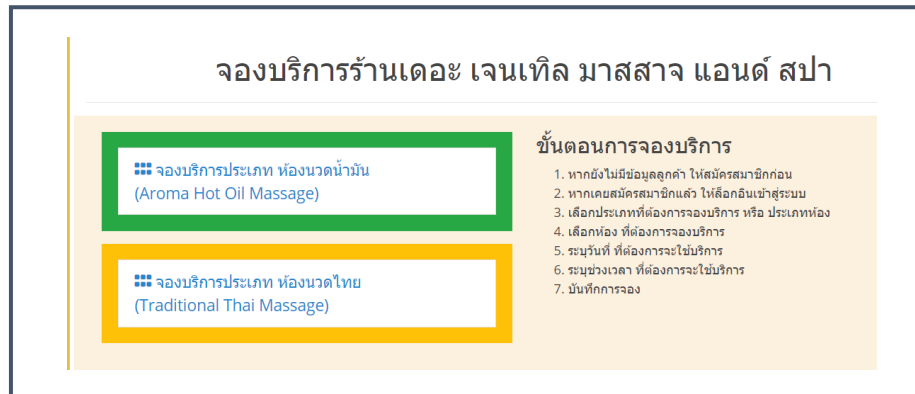 จองบริการร้านเดอะ เจนเทิล มาสสาจ แอนด์ สปา
จองบริการประเภท ห้องนวดน้ำมัน
(Aroma Hot Oil Massage)
จองบริการประเภท ห้องนวดไทย
(Traditional Thai Massage)
ขั้นตอนการจองบริการ
1. หากยังไม่มีข้อมูลลูกค้า ให้สมัครสมาชิกก่อน
2. หากเคยสมัครสมาชิกแล้ว ให้ล็อกอินเข้าสู่ระบบ
3. เลือกประเภทที่ต้องการจองบริการ หรือ ประเภทห้อง
4. เลือกห้อง ที่ต้องการจองบริการ
5. ระบุวันที่ ที่ต้องการจะใช้บริการ
6. ระบุช่วงเวลา ที่ต้องการจะใช้บริการ
7. บันทึกการจอง